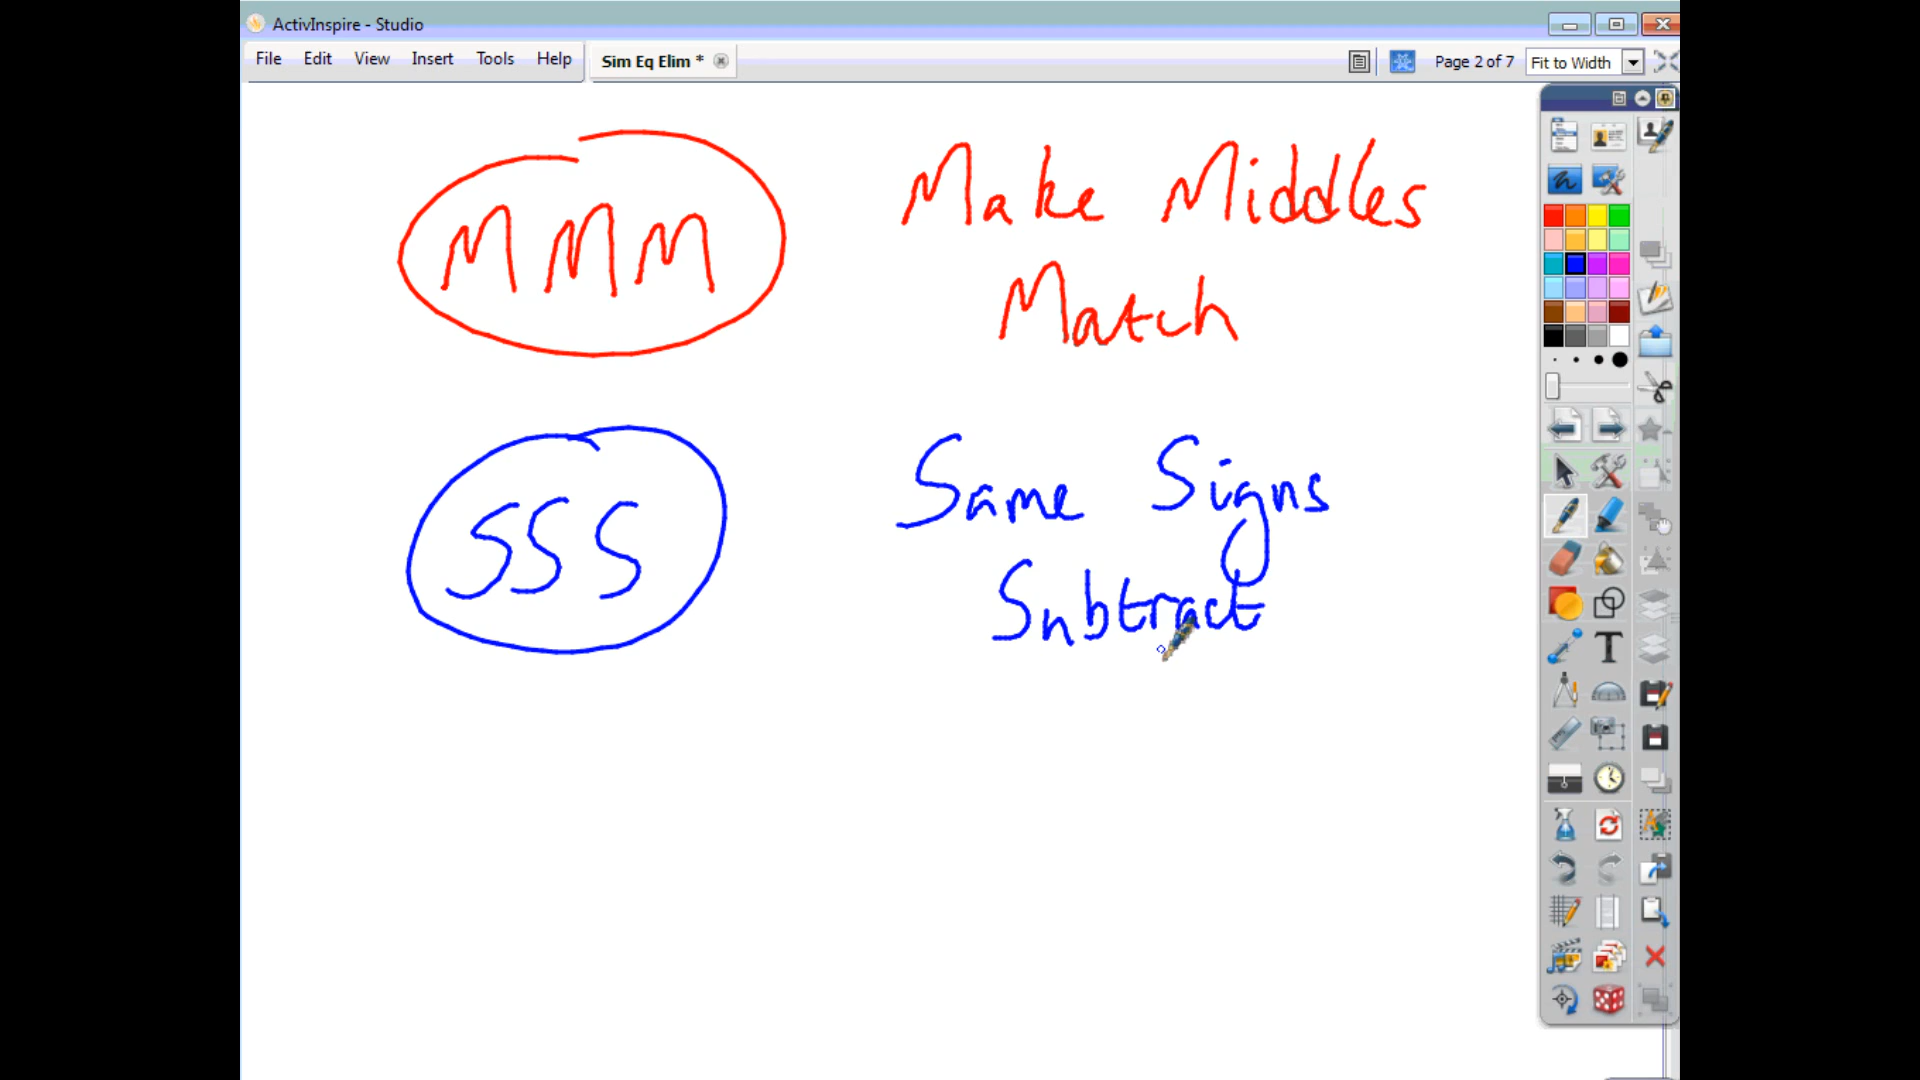 ActivInspire - Studio
File Edit View Insert Tools Help Sim Eq Elim * Page 2 of 7 Fit to Width
MMM Make Middles
Match
SSS Same Signs
Subtract